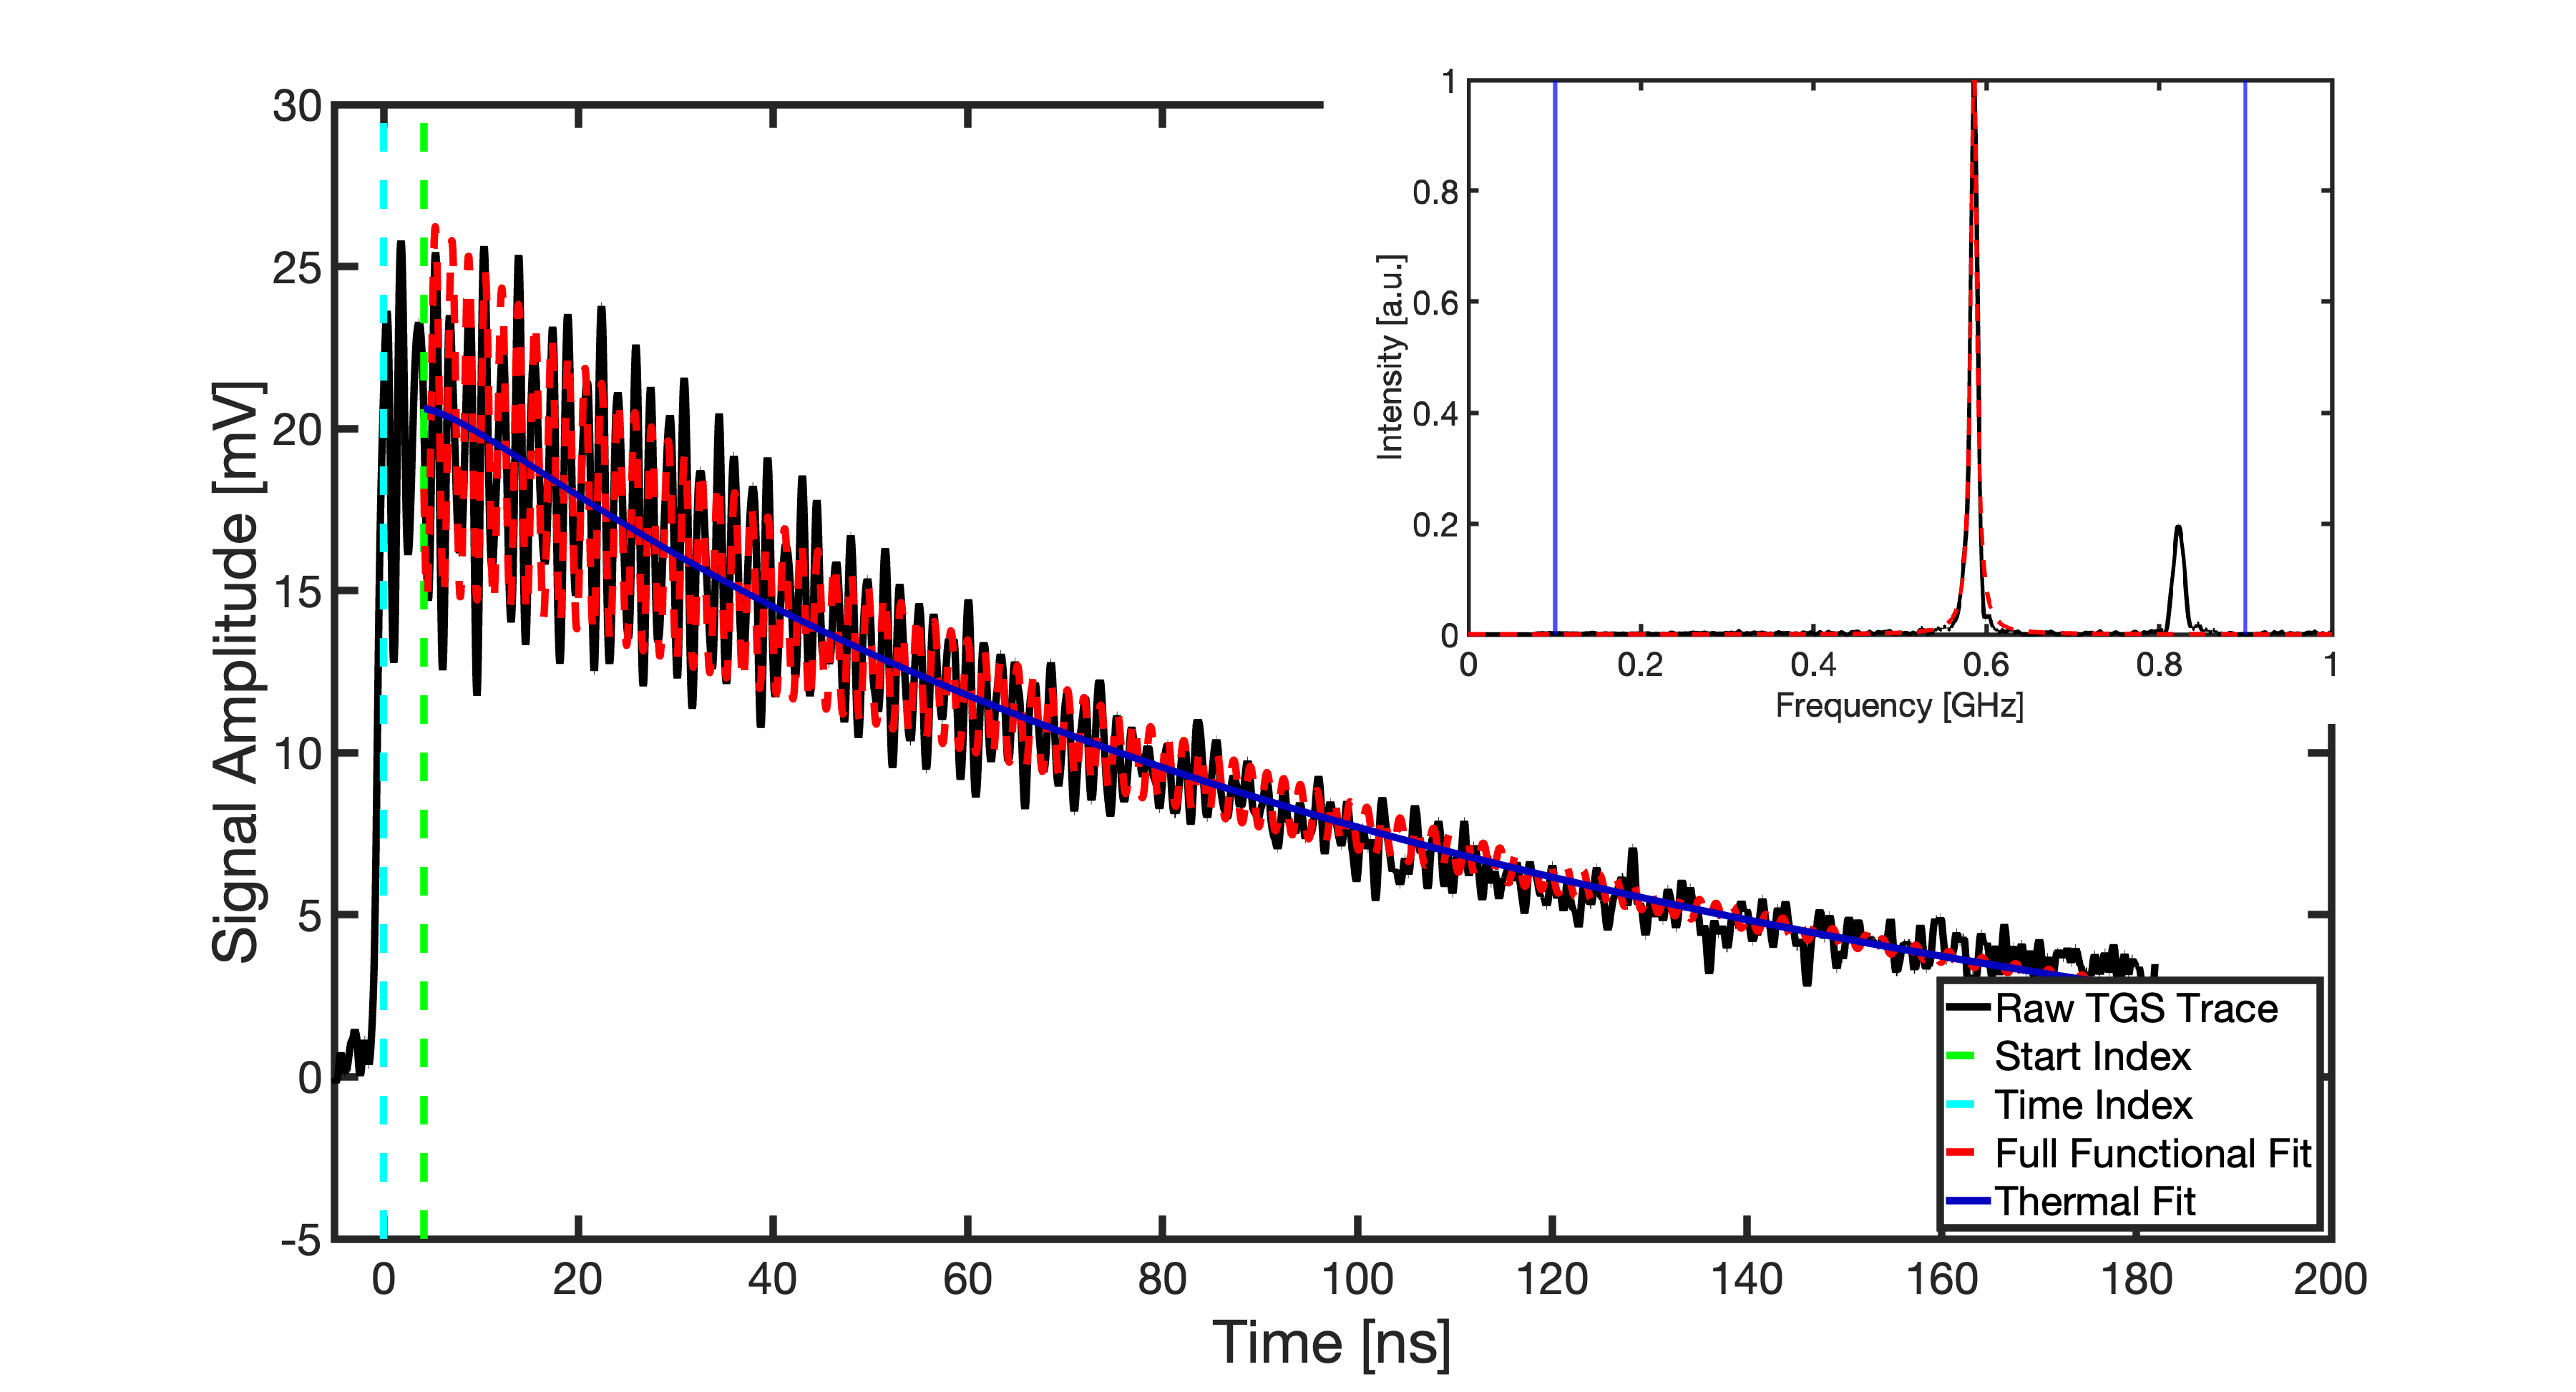 30
25
20
15
10
5
0
-5
Signal Amplitude [mV]
0 20 40 60 80 100 120 140 160 180 200
Time [ns]
1
0.8
0.6
0.4
0.2
0
Intensity [a.u.]
0 0.2 0.4 0.6 0.8 1
Frequency [GHz]
Raw TGS Trace
Start Index
Time Index
Full Functional Fit
Thermal Fit